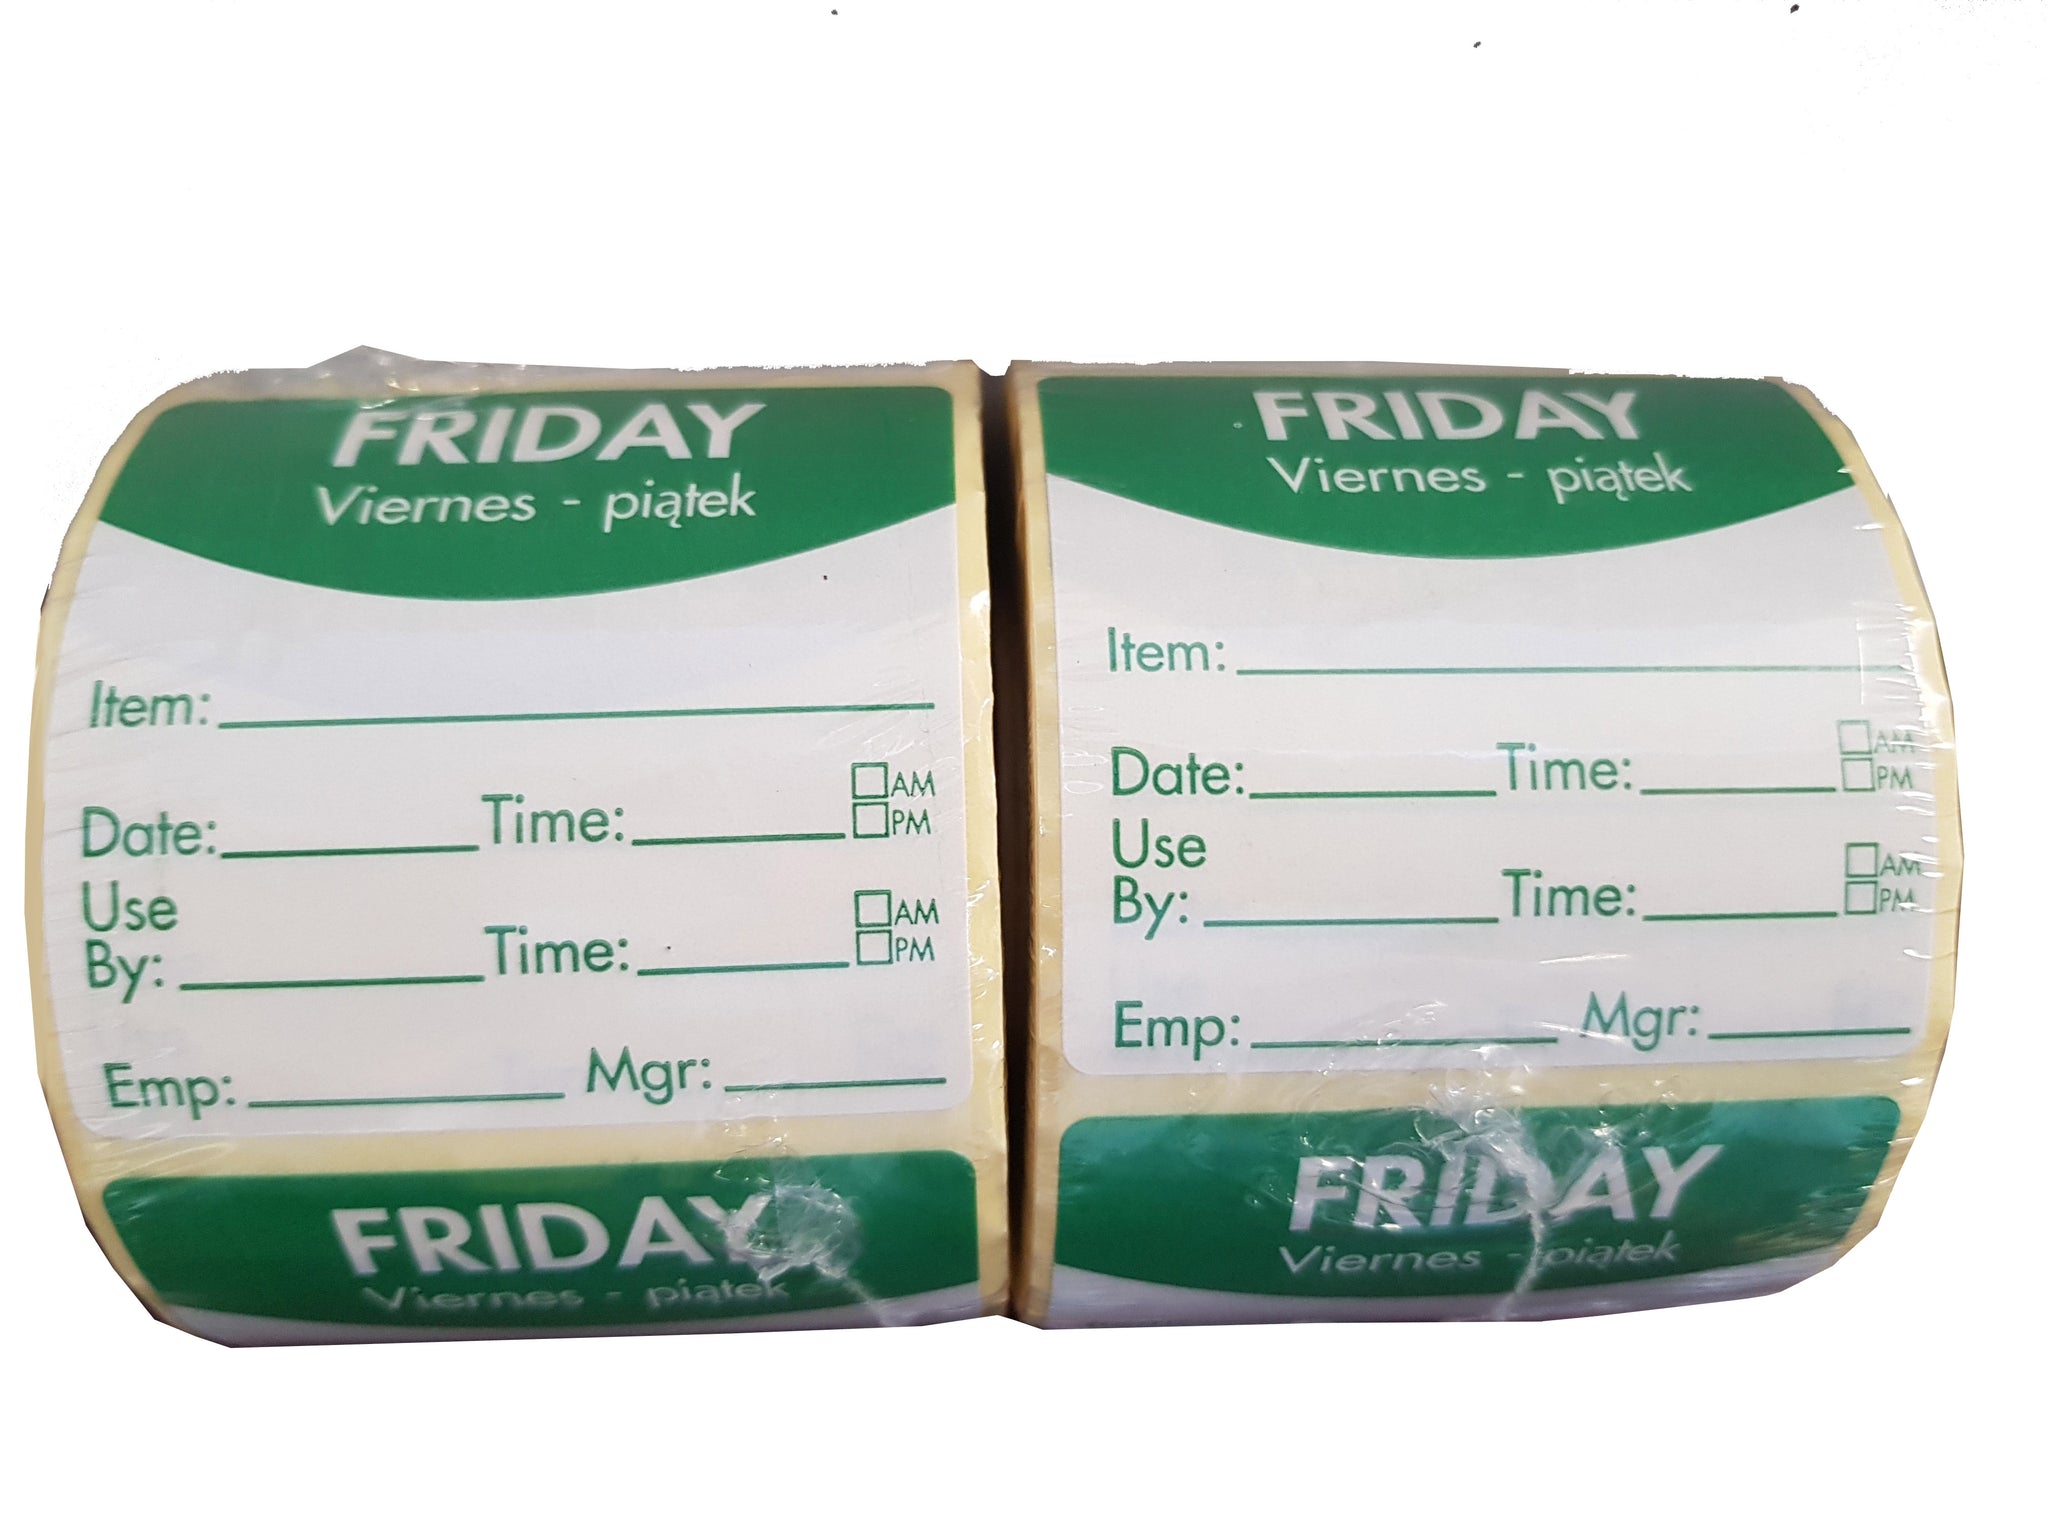 FRIDAY
Viernes - piątek
Item:
Date: Time: AM
PM
Use
By: Time: AM
PM
Emp: Mgr:
FRIDAY
Viernes - piątek
FRIDAY
Viernes - piątek
Item:
Date: Time: AM
PM
Use
By: Time: AM
PM
Emp: Mgr:
FRIDAY
Viernes - piątek